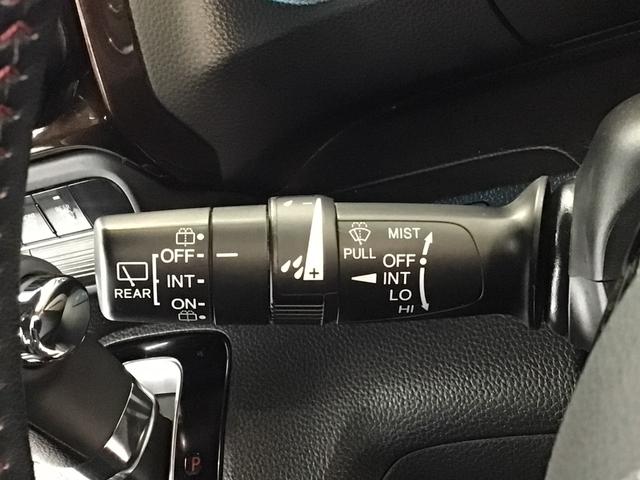 OFF
INT
ON
REAR
- 
+
PULL
MIST
OFF
INT
LO
HI
P